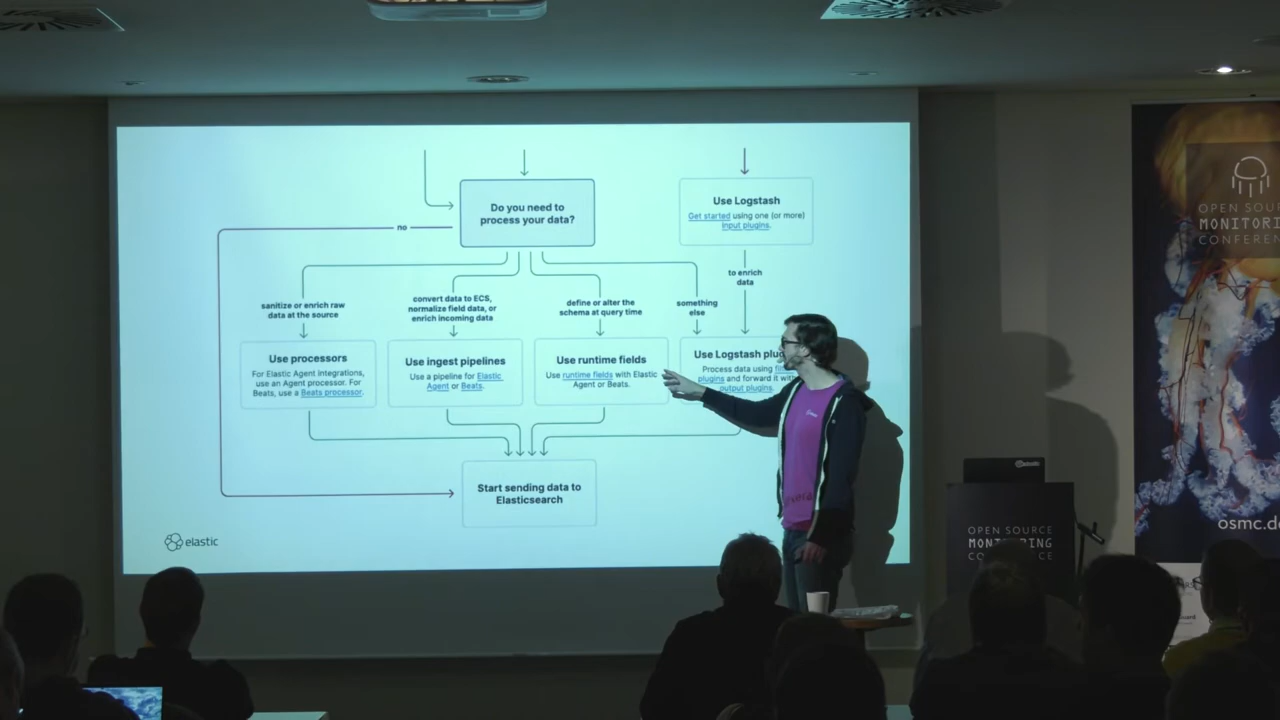 Do you need to
process your data?
Use Logstash
Get started using one (or more)
input plugins.
no
to enrich
data
sanitize or enrich raw
data at the source
convert data to ECS,
normalize field data, or
enrich incoming data
define or alter the
schema at query time
something
else
Use processors
For Elastic Agent integrations,
use an Agent processor. For
Beats, use a Beats processor.
Use ingest pipelines
Use a pipeline for Elastic
Agent or Beats.
Use runtime fields
Use runtime fields with Elastic
Agent or Beats.
Use Logstash
Process data using
plugins and forward it with
output plugins.
Start sending data to
Elasticsearch
elastic
elastic
OPEN SOURCE
MONITORING
CONFERENCE
OPEN SOUR
MONITORI
CONFEREN
osmc.de